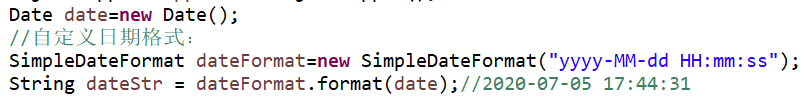 Date date=new Date();
//自定义日期格式:
SimpleDateFormat dateFormat=new SimpleDateFormat("yyyy-MM-dd HH:mm:ss");
String dateStr = dateFormat.format(date);//2020-07-05 17:44:31